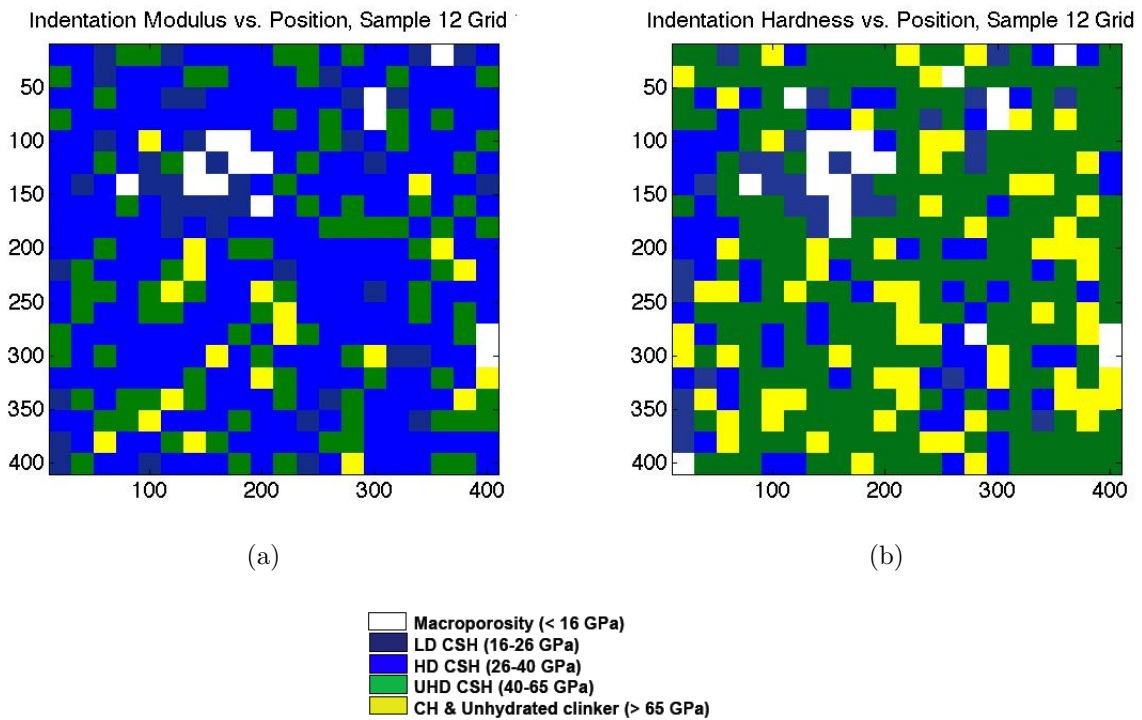 Indentation Modulus vs. Position, Sample 12 Grid
50
100
150
200
250
300
350
400
100
200
300
400
(a)
Indentation Hardness vs. Position, Sample 12 Grid
50
100
150
200
250
300
350
400
100
200
300
400
(b)
Macroporosity (< 16 GPa)
LD CSH (16-26 GPa)
HD CSH (26-40 GPa)
UHD CSH (40-65 GPa)
CH & Unhydrated clinker (> 65 GPa)